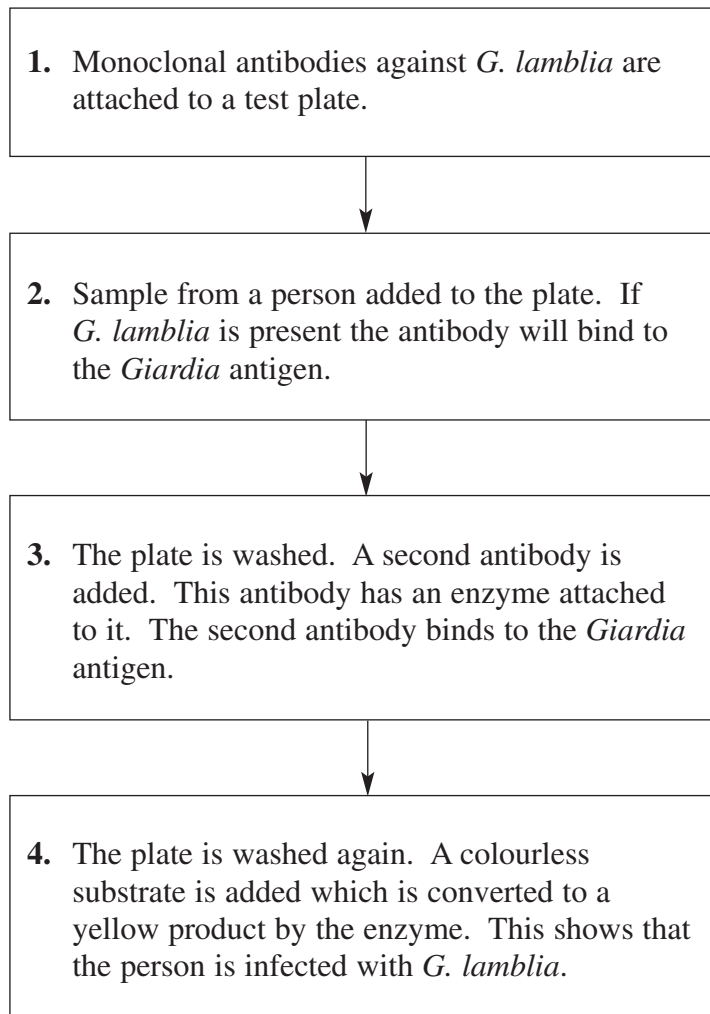 1. Monoclonal antibodies against G. lamblia are
attached to a test plate.
2. Sample from a person added to the plate. If
G. lamblia is present the antibody will bind to
the Giardia antigen.
3. The plate is washed. A second antibody is
added. This antibody has an enzyme attached
to it. The second antibody binds to the Giardia
antigen.
4. The plate is washed again. A colourless
substrate is added which is converted to a
yellow product by the enzyme. This shows that
the person is infected with G. lamblia.